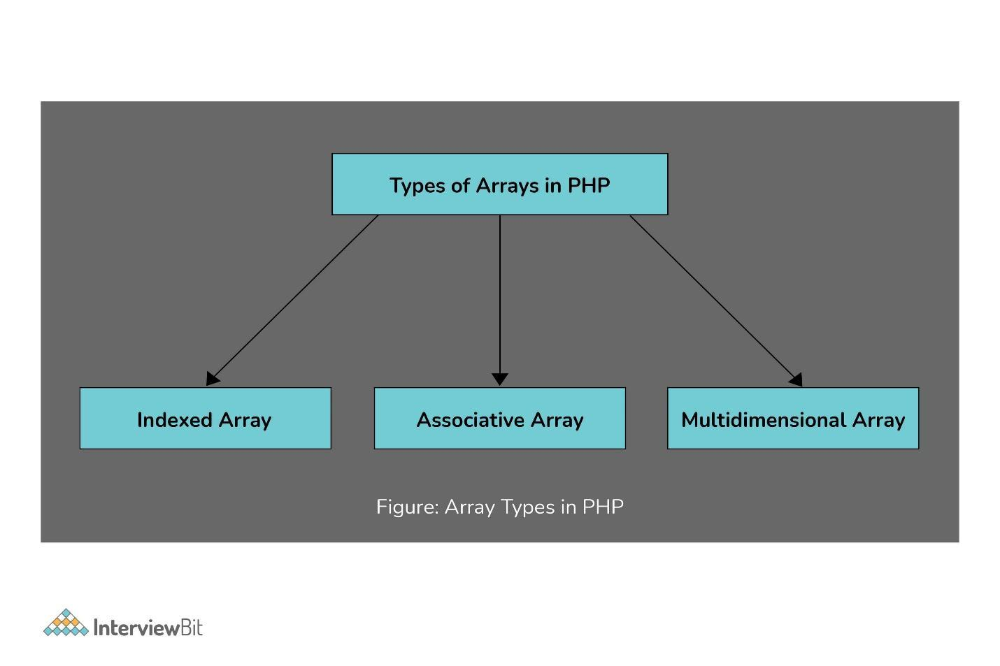 Types of Arrays in PHP
Indexed Array
Associative Array
Multidimensional Array
Figure: Array Types in PHP
InterviewBit